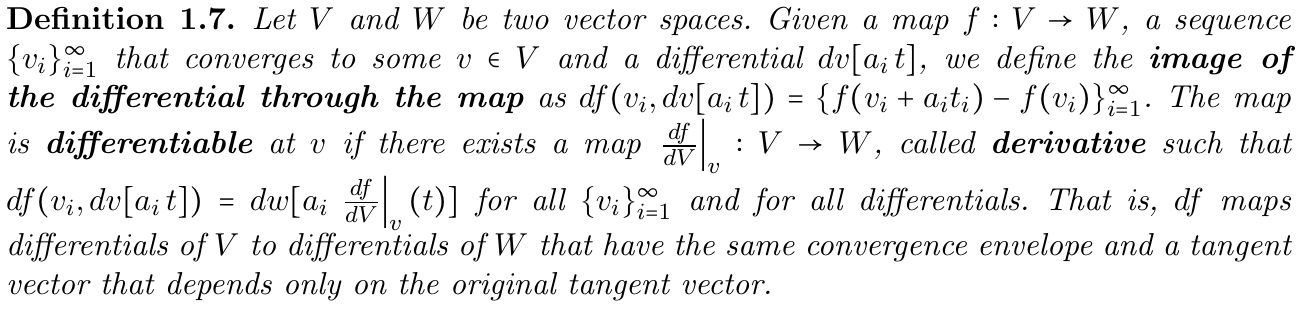 Definition 1.7. Let V and W be two vector spaces. Given a map f : V → W, a sequence
{v_i}_{i=1}^∞ that converges to some v ∈ V and a differential dv[a_i t], we define the image of
the differential through the map as df(v_i, dv[a_i t]) = {f(v_i + a_i t_i) − f(v_i)}_{i=1}^∞. The map
is differentiable at v if there exists a map \frac{df}{dV}|_v : V → W, called derivative such that
df(v_i, dv[a_i t]) = dw[a_i \frac{df}{dV}|_v (t)] for all {v_i}_{i=1}^∞ and for all differentials. That is, df maps
differentials of V to differentials of W that have the same convergence envelope and a tangent
vector that depends only on the original tangent vector.